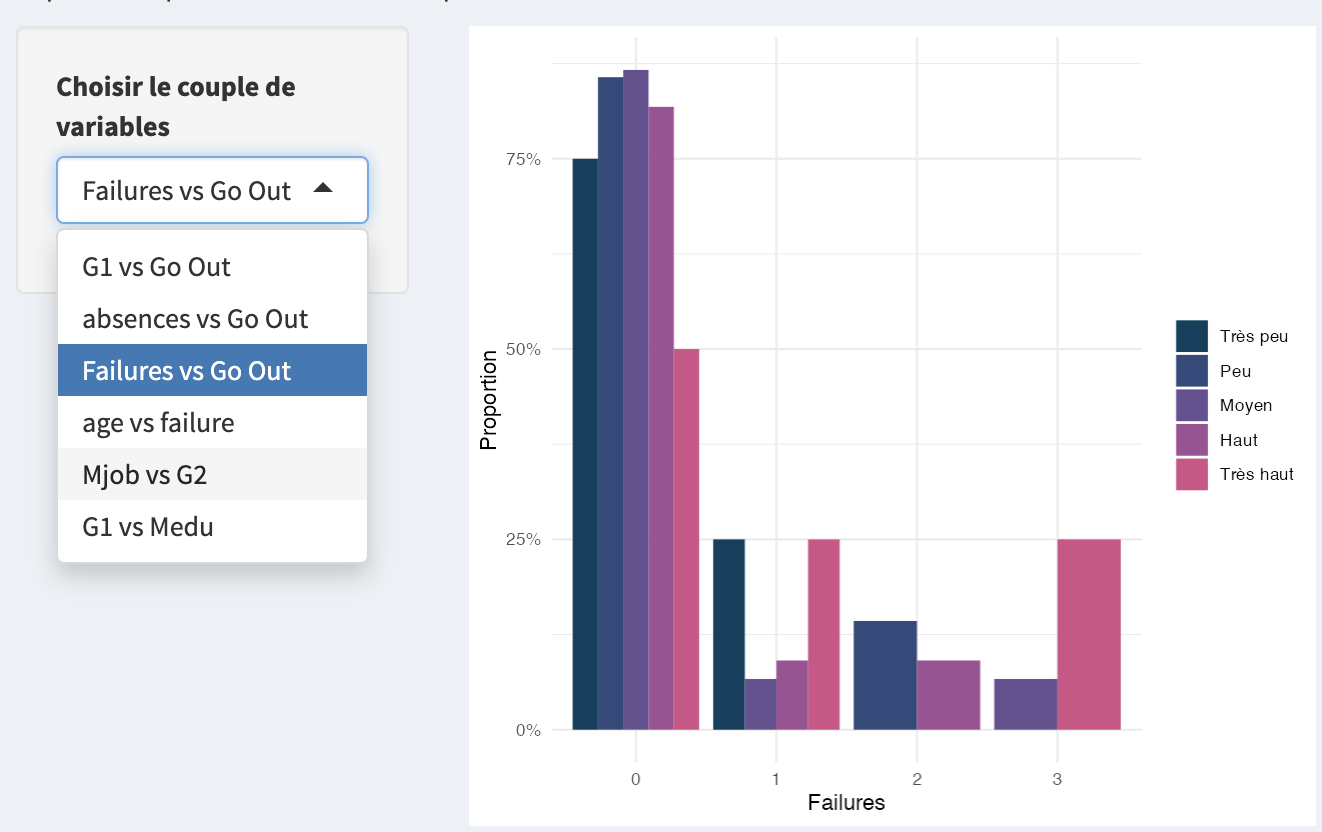 Choisir le couple de
variables
Failures vs Go Out
G1 vs Go Out
absences vs Go Out
Failures vs Go Out
age vs failure
Mjob vs G2
G1 vs Medu
Proportion
75%
50%
25%
0%
0
1
2
3
Failures
Très peu
Peu
Moyen
Haut
Très haut